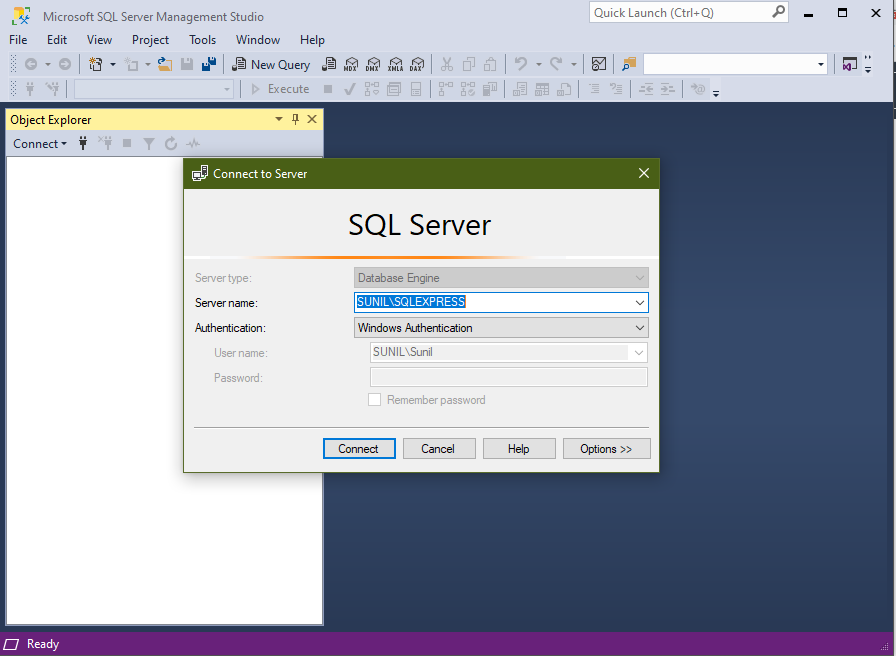 Microsoft SQL Server Management Studio
Quick Launch (Ctrl+Q)
File Edit View Project Tools Window Help
New Query MDX DMX XMLA DAX
Execute
Object Explorer
Connect
Connect to Server
SQL Server
Server type: Database Engine
Server name: SUNIL\SQLEXPRESS
Authentication: Windows Authentication
User name: SUNIL\Sunil
Password:
Remember password
Connect Cancel Help Options >>
Ready